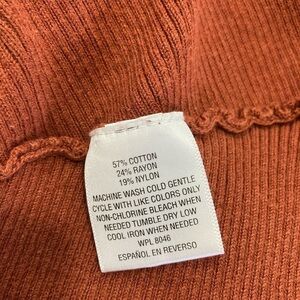 57% COTTON
24% RAYON
19% NYLON
MACHINE WASH COLD GENTLE
CYCLE WITH LIKE COLORS ONLY
NON-CHLORINE BLEACH WHEN
NEEDED TUMBLE DRY LOW
COOL IRON WHEN NEEDED
WPL 8046
ESPAÑOL EN REVERSO